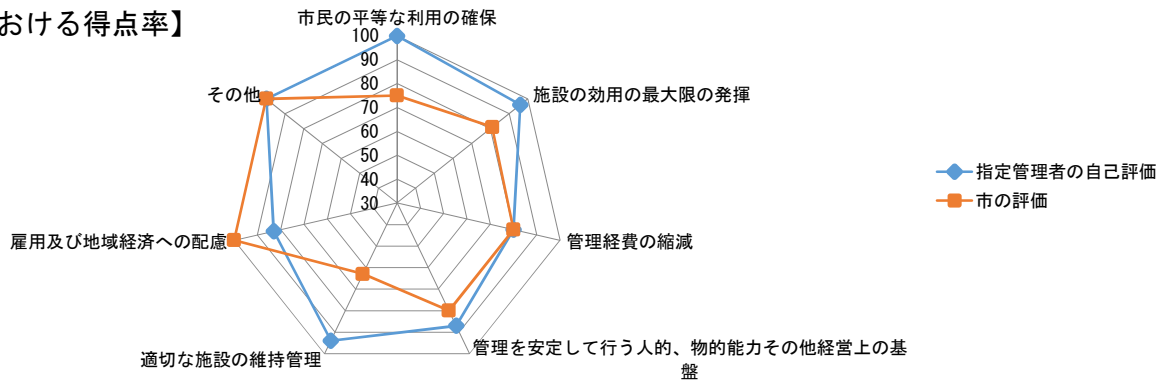 おける得点率】
市民の平等な利用の確保
100
90
80
70
60
50
40
30
施設の効用の最大限の発揮
管理経費の縮減
管理を安定して行う人的、物的能力その他経営上の基
盤
適切な施設の維持管理
雇用及び地域経済への配慮
その他
指定管理者の自己評価
市の評価